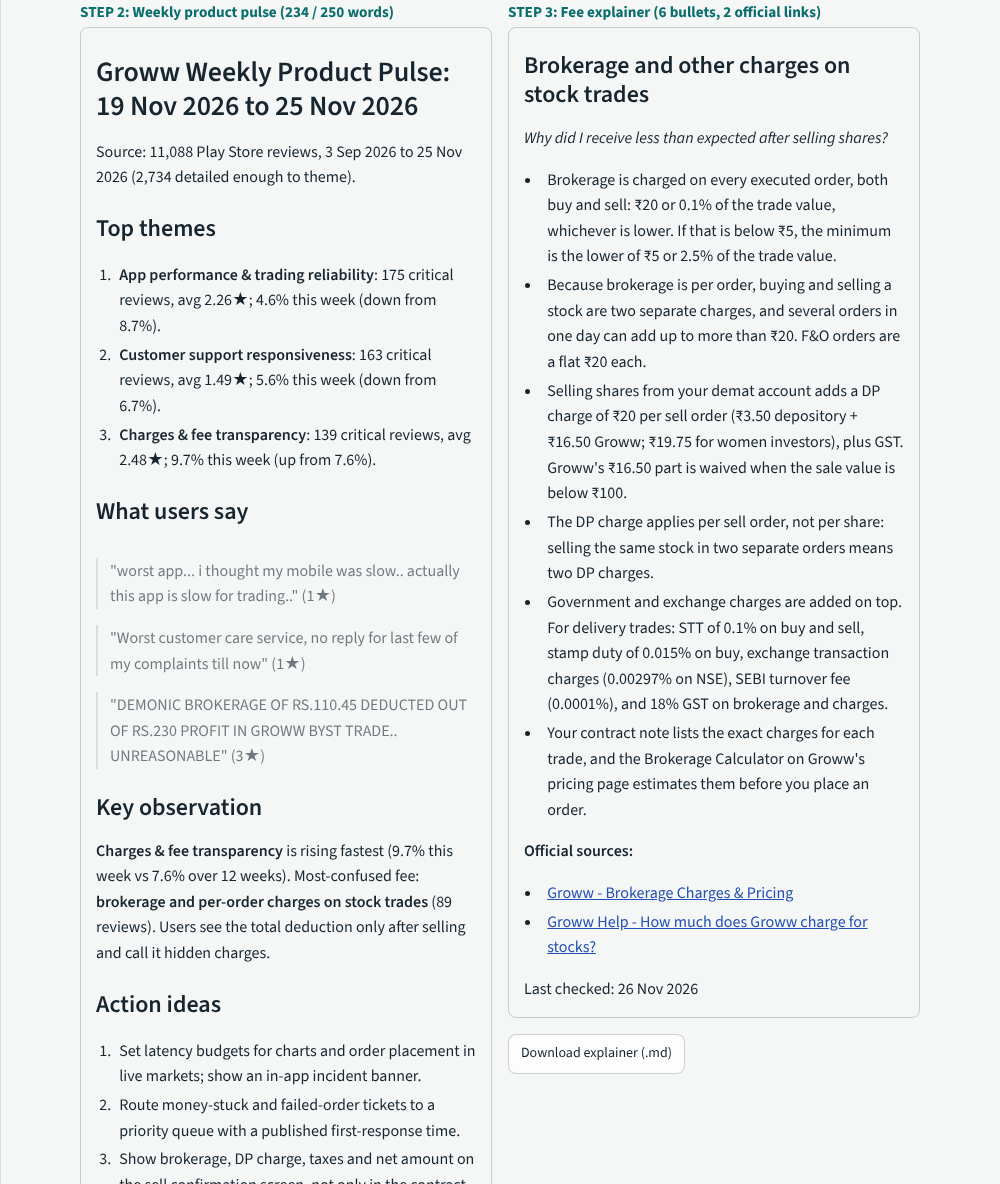 STEP 2: Weekly product pulse (234 / 250 words)
Groww Weekly Product Pulse:
19 Nov 2026 to 25 Nov 2026
Source: 11,088 Play Store reviews, 3 Sep 2026 to 25 Nov
2026 (2,734 detailed enough to theme).
Top themes
1. App performance & trading reliability: 175 critical
reviews, avg 2.26★; 4.6% this week (down from
8.7%).
2. Customer support responsiveness: 163 critical
reviews, avg 1.49★; 5.6% this week (down from
6.7%).
3. Charges & fee transparency: 139 critical reviews, avg
2.48★; 9.7% this week (up from 7.6%).
What users say
"worst app... i thought my mobile was slow.. actually
this app is slow for trading.." (1★)
"Worst customer care service, no reply for last few of
my complaints till now" (1★)
"DEMONIC BROKERAGE OF RS.110.45 DEDUCTED OUT
OF RS.230 PROFIT IN GROWW BYST TRADE..
UNREASONABLE" (3★)
Key observation
Charges & fee transparency is rising fastest (9.7% this
week vs 7.6% over 12 weeks). Most-confused fee:
brokerage and per-order charges on stock trades (89
reviews). Users see the total deduction only after selling
and call it hidden charges.
Action ideas
1. Set latency budgets for charts and order placement in
live markets; show an in-app incident banner.
2. Route money-stuck and failed-order tickets to a
priority queue with a published first-response time.
3. Show brokerage, DP charge, taxes and net amount on
the sell confirmation screen, not only in the contract
STEP 3: Fee explainer (6 bullets, 2 official links)
Brokerage and other charges on
stock trades
Why did I receive less than expected after selling shares?
• Brokerage is charged on every executed order, both
buy and sell: ₹20 or 0.1% of the trade value,
whichever is lower. If that is below ₹5, the minimum
is the lower of ₹5 or 2.5% of the trade value.
• Because brokerage is per order, buying and selling a
stock are two separate charges, and several orders in
one day can add up to more than ₹20. F&O orders are
a flat ₹20 each.
• Selling shares from your demat account adds a DP
charge of ₹20 per sell order (₹3.50 depository +
₹16.50 Groww; ₹19.75 for women investors), plus GST.
Groww's ₹16.50 part is waived when the sale value is
below ₹100.
• The DP charge applies per sell order, not per share:
selling the same stock in two separate orders means
two DP charges.
• Government and exchange charges are added on top.
For delivery trades: STT of 0.1% on buy and sell,
stamp duty of 0.015% on buy, exchange transaction
charges (0.00297% on NSE), SEBI turnover fee
(0.0001%), and 18% GST on brokerage and charges.
• Your contract note lists the exact charges for each
trade, and the Brokerage Calculator on Groww's
pricing page estimates them before you place an
order.
Official sources:
• Groww - Brokerage Charges & Pricing
• Groww Help - How much does Groww charge for
stocks?
Last checked: 26 Nov 2026
Download explainer (.md)